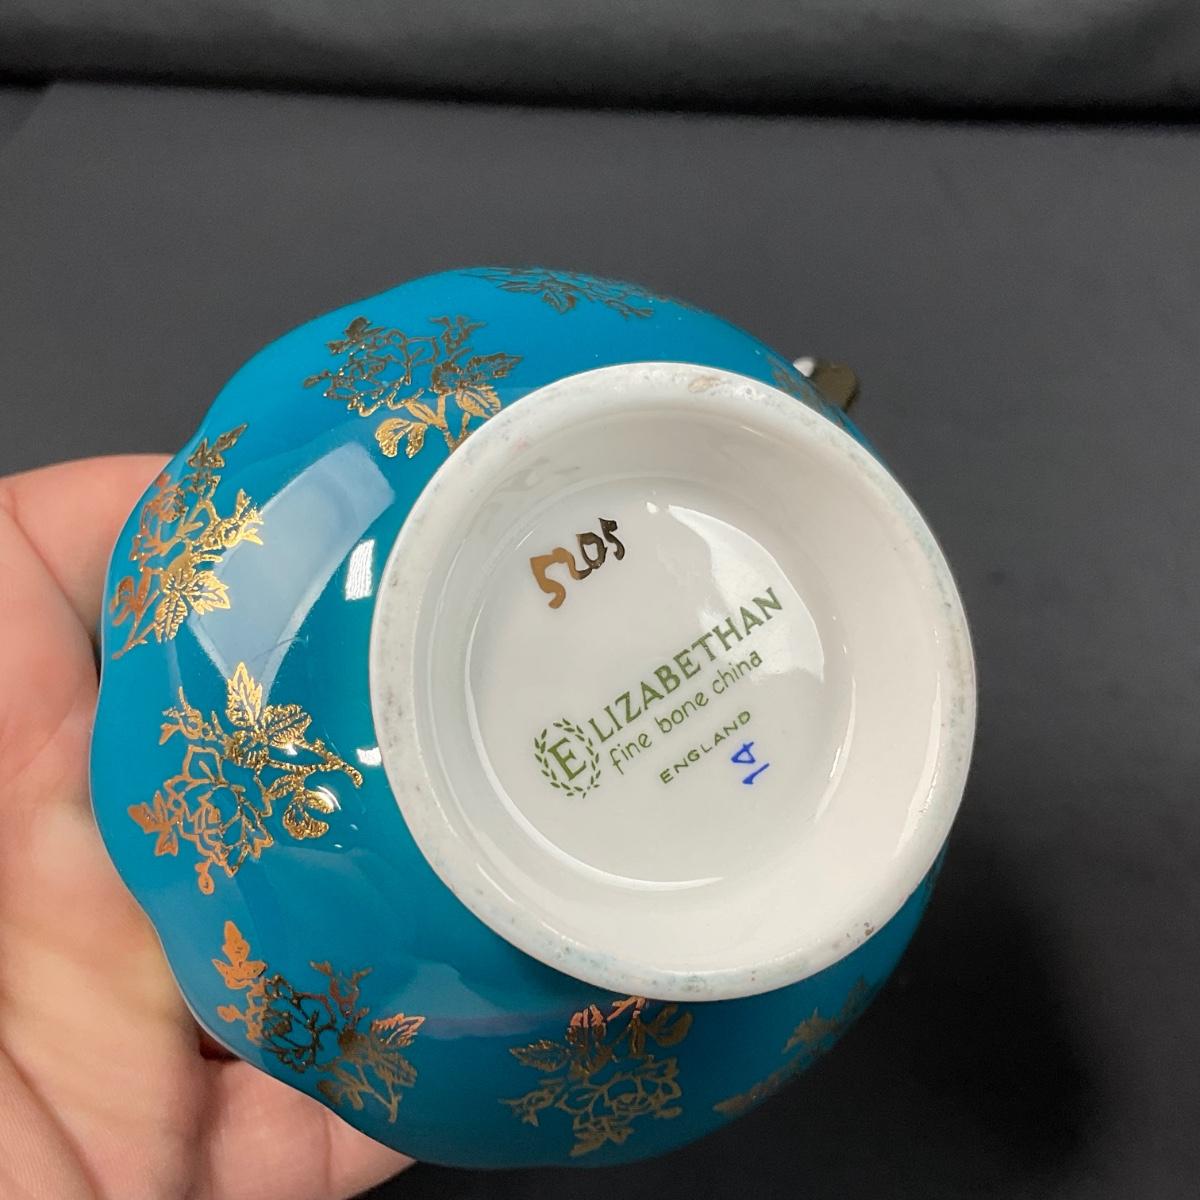 5205
ELIZABETHAN
fine bone china
ENGLAND
14